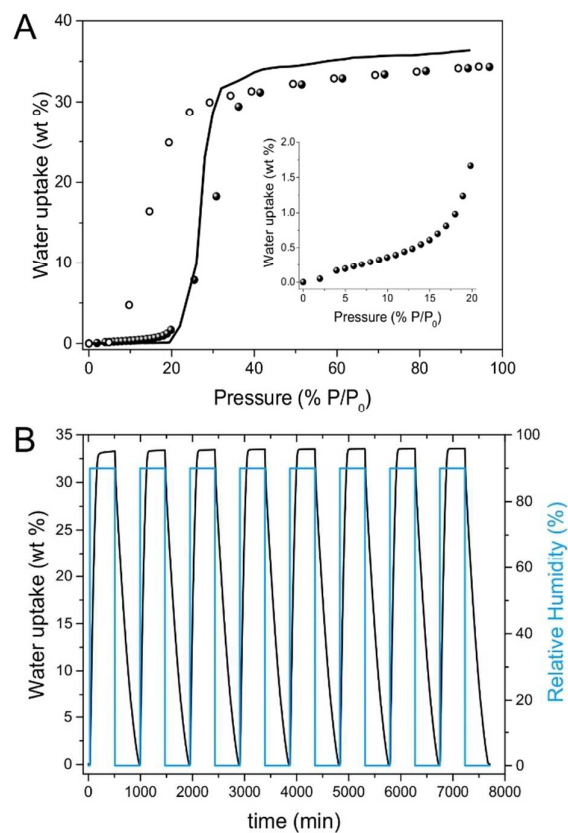 A
Water uptake (wt %)
40
30
20
10
0
0 20 40 60 80 100
Pressure (% P/P0)
Water uptake (wt %)
2.0
1.5
1.0
0.5
0.0
0 5 10 15 20
Pressure (% P/P0)
B
Water uptake (wt %)
35
30
25
20
15
10
5
0
0 1000 2000 3000 4000 5000 6000 7000 8000
time (min)
100
80
60
40
20
0
Relative Humidity (%)